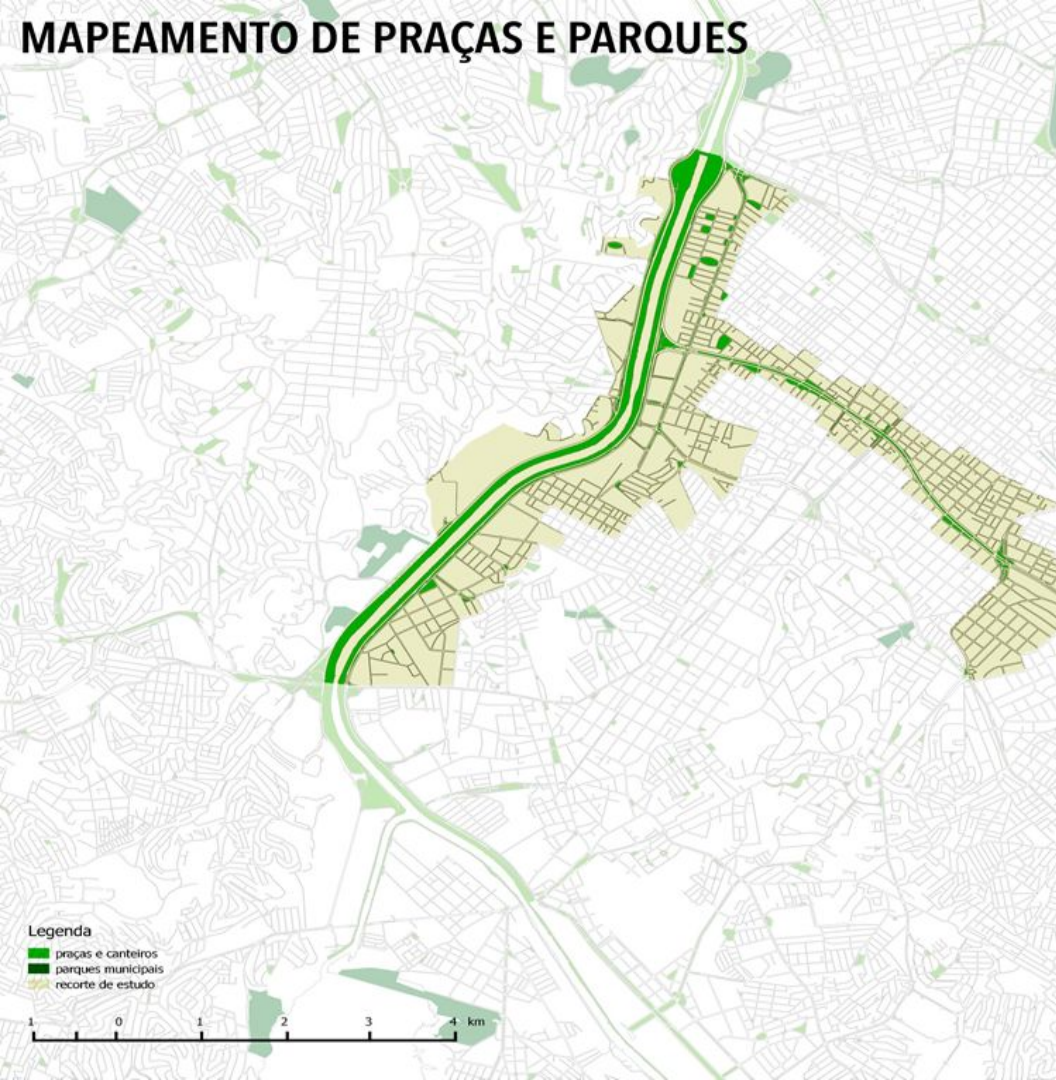 MAPEAMENTO DE PRAÇAS E PARQUES
Legenda
praças e canteiros
parques municipais
recorte de estudo
1 0 1 2 3 4 km